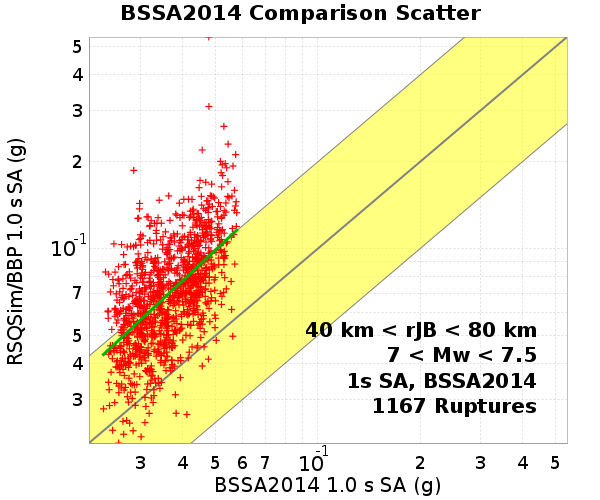 BSSA2014 Comparison Scatter
RSQSim/BBP 1.0 s SA (g)
5
4
3
2
10-1
7
5
4
3
40 km < rJB < 80 km
7 < Mw < 7.5
1s SA, BSSA2014
1167 Ruptures
3 4 5 6 7 10-1 2 3 4 5
BSSA2014 1.0 s SA (g)